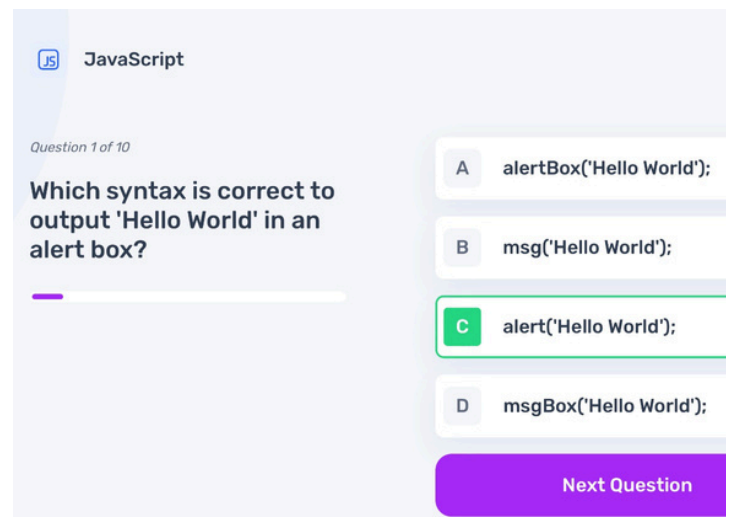 JS
JavaScript
Question 1 of 10
Which syntax is correct to
output 'Hello World' in an
alert box?
A
alertBox('Hello World');
B
msg('Hello World');
C
alert('Hello World');
D
msgBox('Hello World');
Next Question